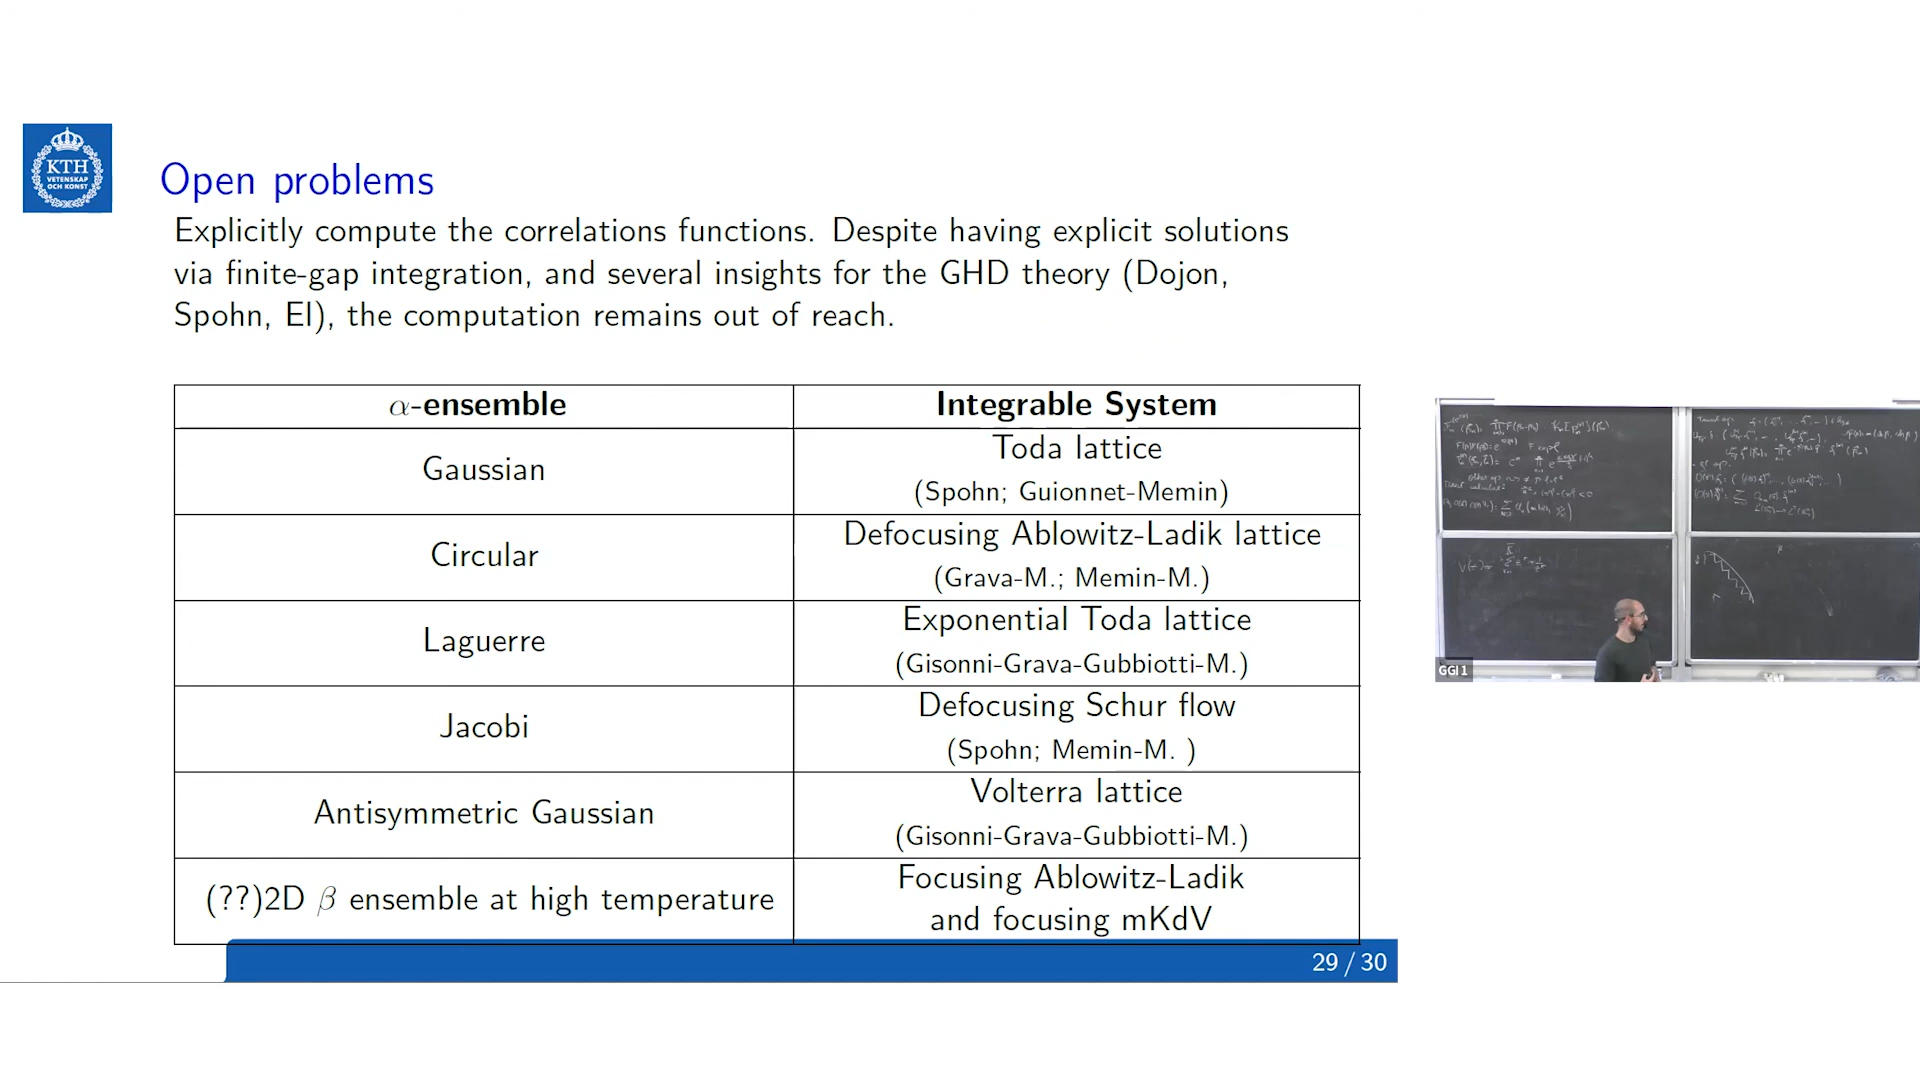 KTH
VETENSKAP
OCH KONST
Open problems
Explicitly compute the correlations functions. Despite having explicit solutions
via finite-gap integration, and several insights for the GHD theory (Dojon,
Spohn, El), the computation remains out of reach.
α-ensemble Integrable System
Gaussian Toda lattice
(Spohn; Guionnet-Memin)
Circular Defocusing Ablowitz-Ladik lattice
(Grava-M.; Memin-M.)
Laguerre Exponential Toda lattice
(Gisonni-Grava-Gubbiotti-M.)
Jacobi Defocusing Schur flow
(Spohn; Memin-M. )
Antisymmetric Gaussian Volterra lattice
(Gisonni-Grava-Gubbiotti-M.)
(??)2D β ensemble at high temperature Focusing Ablowitz-Ladik
and focusing mKdV
29 / 30
GGI 1